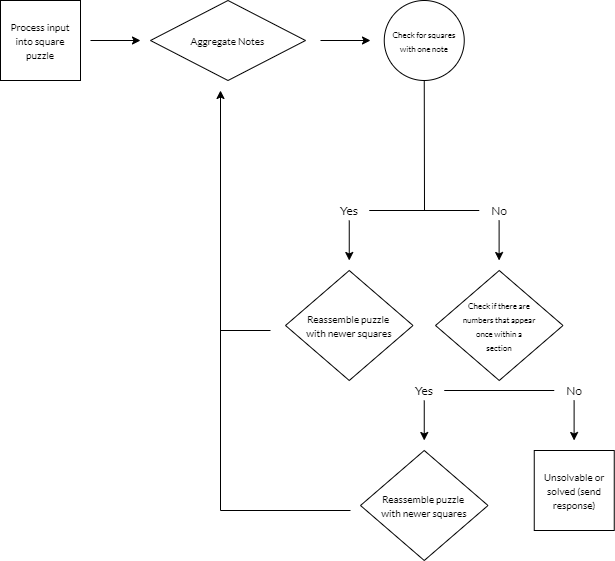 Process input
into square
puzzle
Aggregate Notes
Check for squares
with one note
Yes
No
Reassemble puzzle
with newer squares
Check if there are
numbers that appear
once within a
section
Yes
No
Reassemble puzzle
with newer squares
Unsolvable or
solved (send
response)